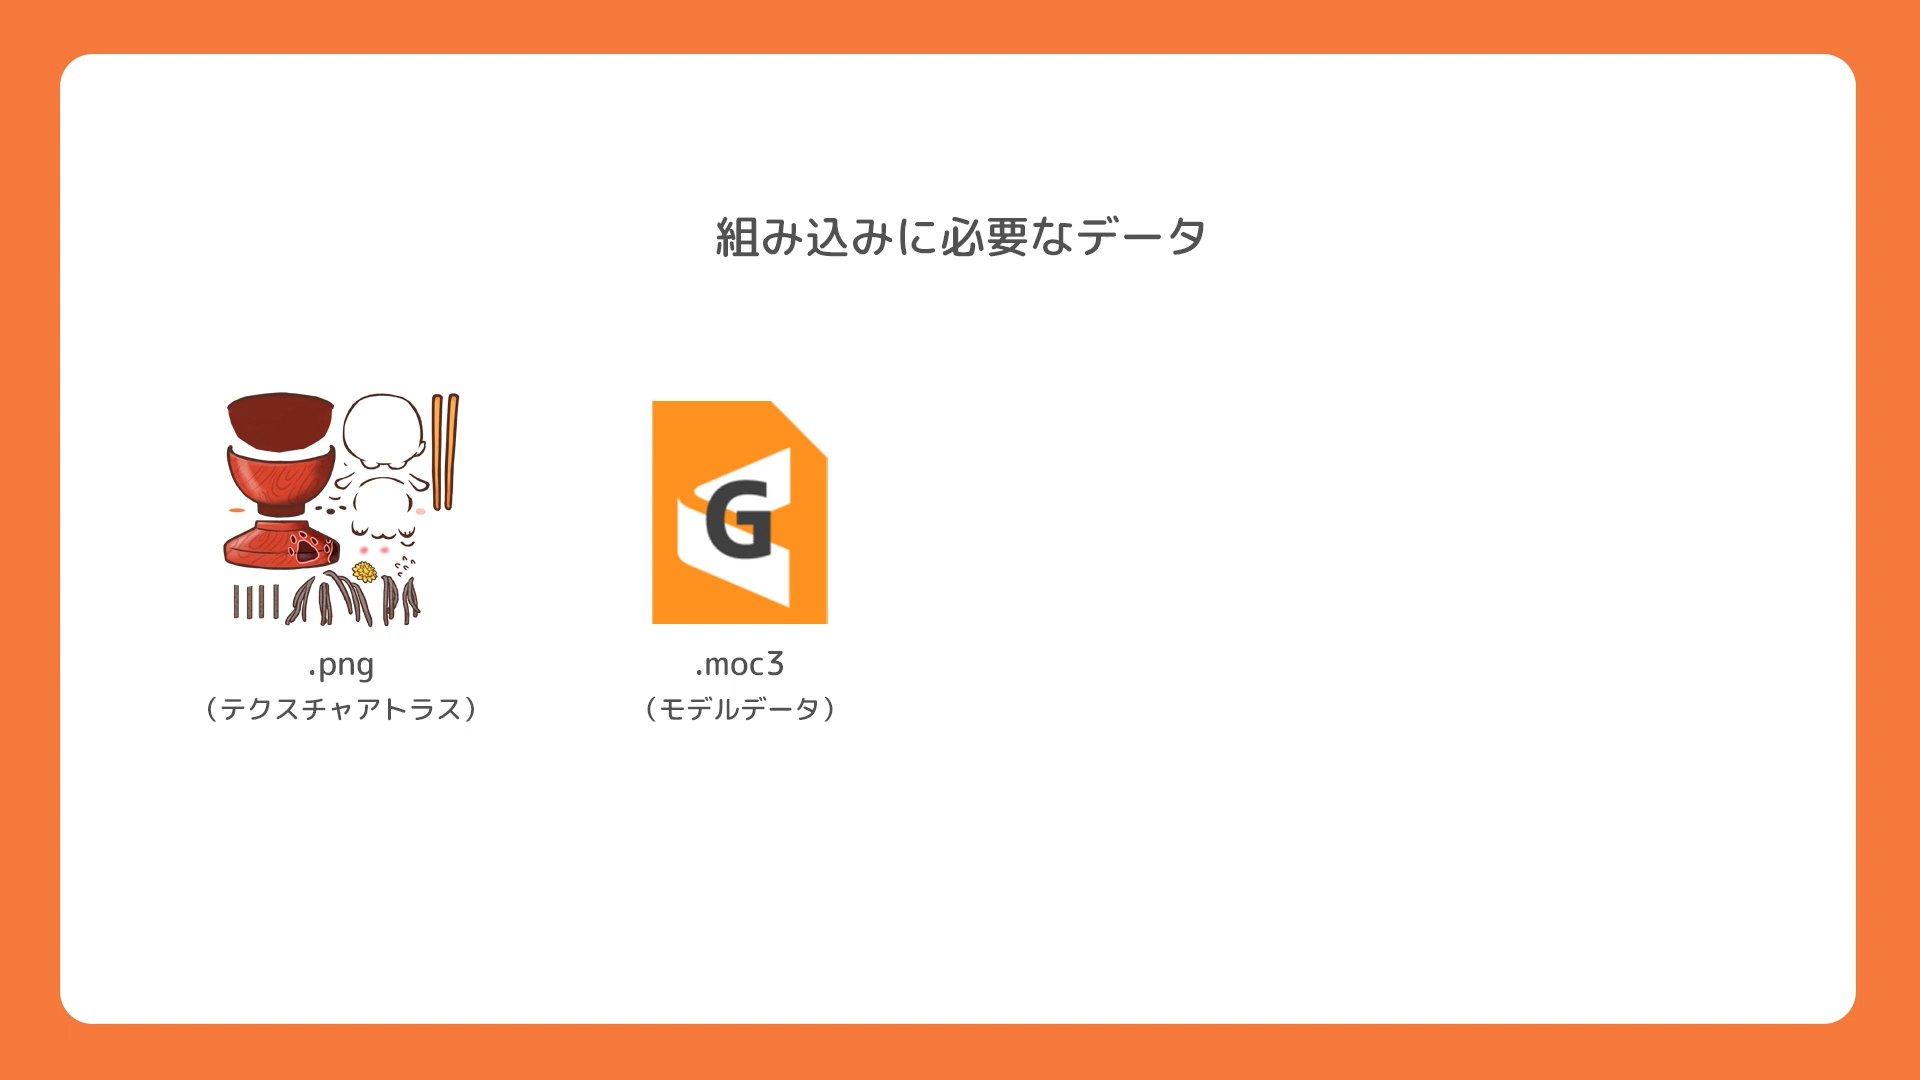 組み込みに必要なデータ
G
.png
（テクスチャアトラス）
.moc3
（モデルデータ）